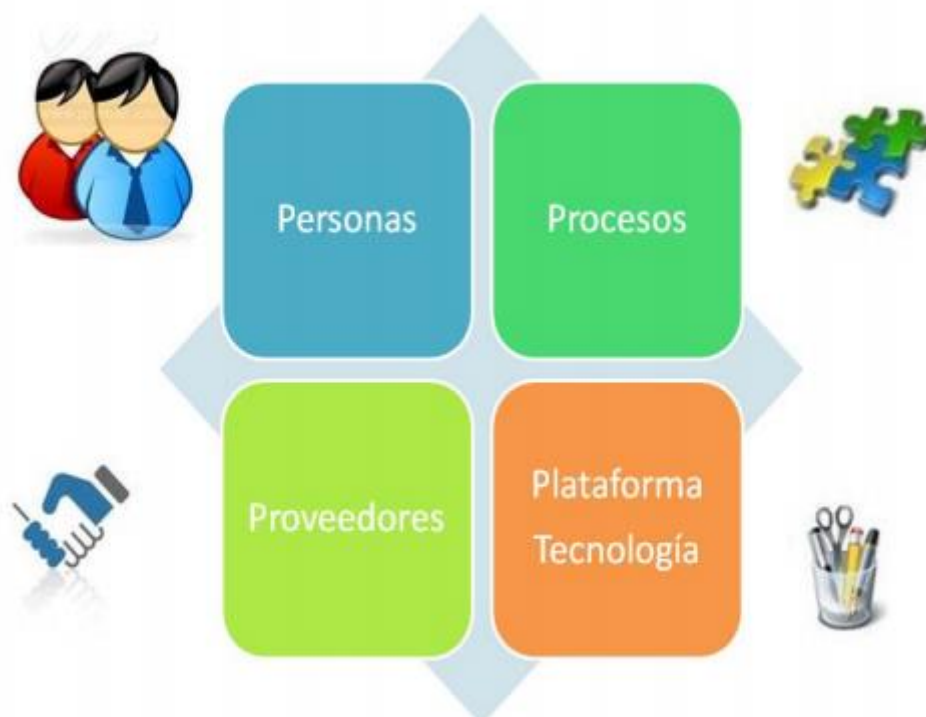 Personas
Procesos
Proveedores
Plataforma
Tecnología